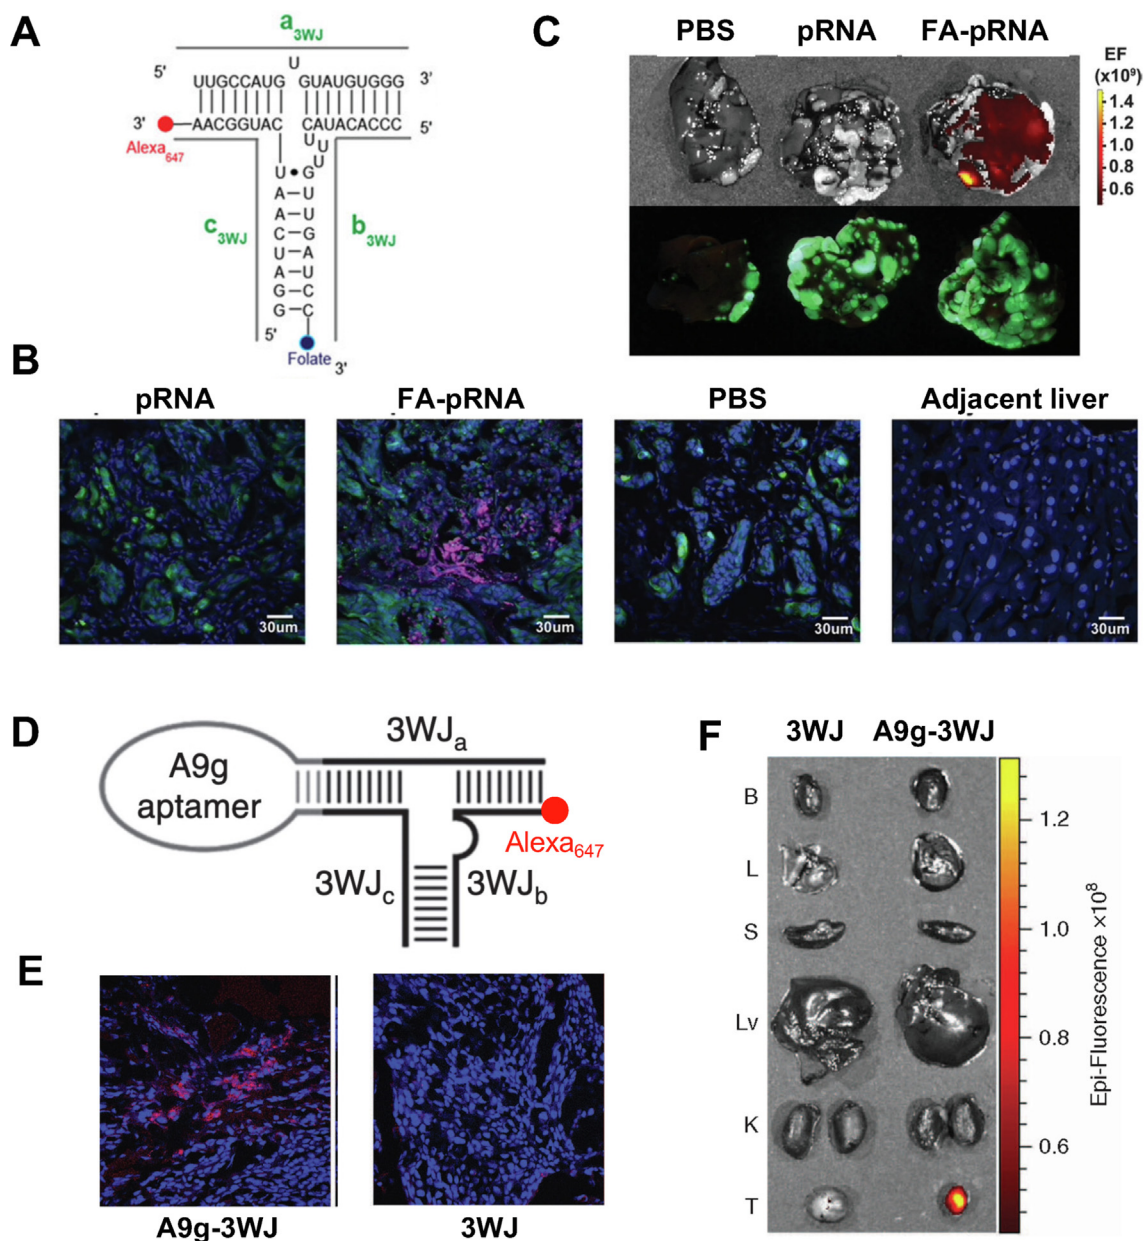 A
a3WJ
5'
UUGCCAUG
U
GUAUGUGGG
3'
3'
AACGGUAC
CAUACACCC
5'
Alexa647
U
U
U
U • G
A U
A U
C G
U A
A U
G C
G C
c3WJ
b3WJ
5'
Folate
3'
C
PBS
pRNA
FA-pRNA
EF
(x10⁹)
1.4
1.2
1.0
0.8
0.6
B
pRNA
FA-pRNA
PBS
Adjacent liver
30um
30um
30um
30um
D
A9g
aptamer
3WJa
3WJc
3WJb
Alexa647
E
A9g-3WJ
3WJ
F
3WJ
A9g-3WJ
B
L
S
Lv
K
T
1.2
1.0
0.8
0.6
Epi-Fluorescence ×10⁸